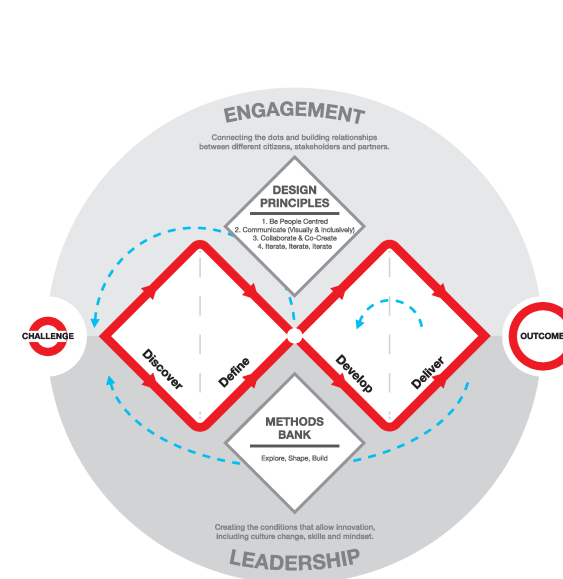 ENGAGEMENT
Connecting the dots and building relationships
between different citizens, stakeholders and partners.
DESIGN
PRINCIPLES
1. Be People Centred
2. Communicate (Visually & Inclusively)
3. Collaborate & Co-Create
4. Iterate, Iterate, Iterate
CHALLENGE
OUTCOME
Discover
Define
Develop
Deliver
METHODS
BANK
Explore, Shape, Build
Creating the conditions that allow innovation,
including culture change, skills and mindset.
LEADERSHIP